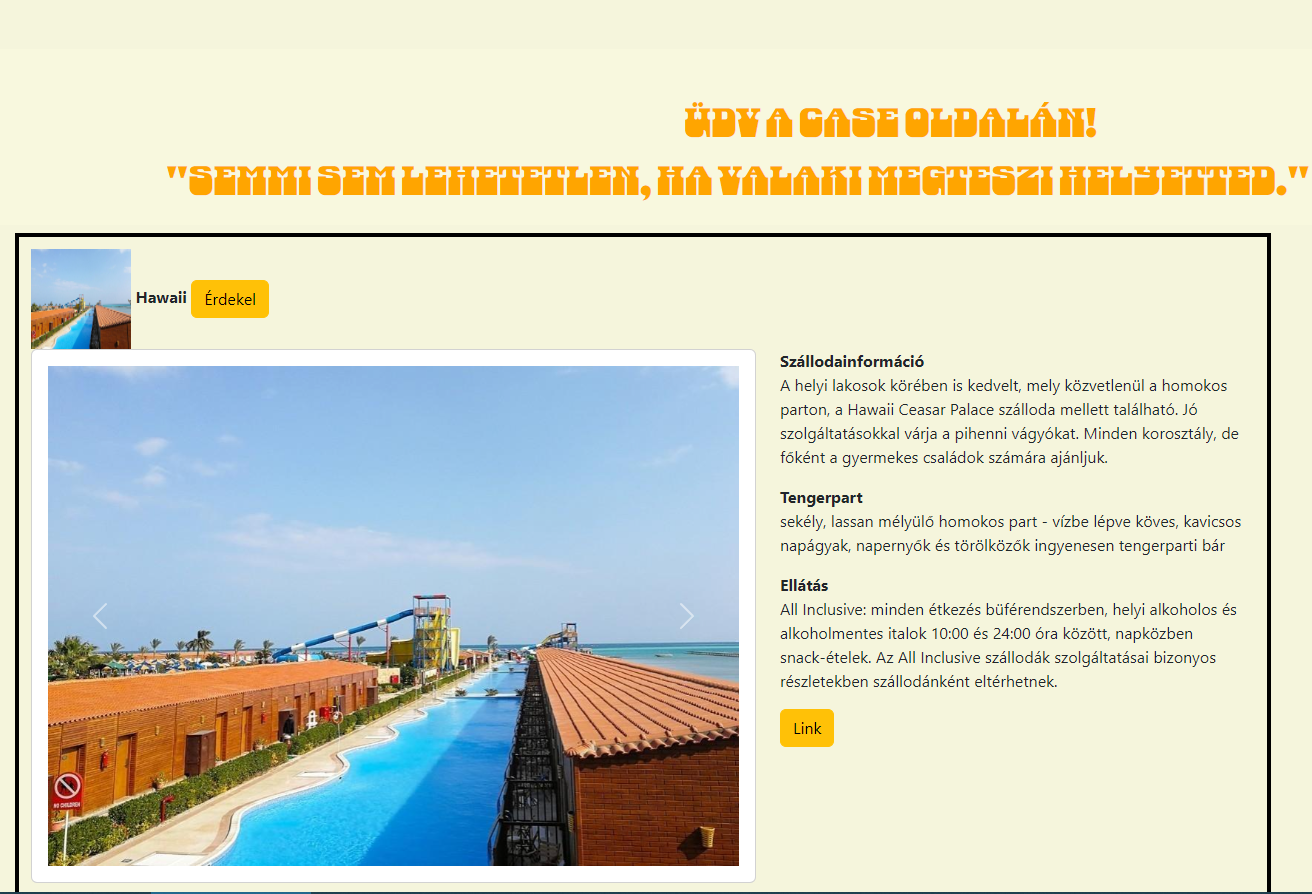 ÜDV A CASE OLDALÁN!
"SEMMI SEM LEHETETLEN, HA VALAKI MEGTESZI HELYETTED."
Hawaii Érdekel
Szállodainformáció
A helyi lakosok körében is kedvelt, mely közvetlenül a homokos
parton, a Hawaii Ceasar Palace szálloda mellett található. Jó
szolgáltatásokkal várja a pihenni vágyókat. Minden korosztály, de
főként a gyermekes családok számára ajánljuk.
Tengerpart
sekély, lassan mélyülő homokos part - vízbe lépve köves, kavicsos
napágyak, napernyők és törölközők ingyenesen tengerparti bár
Ellátás
All Inclusive: minden étkezés büférendszerben, helyi alkoholos és
alkoholmentes italok 10:00 és 24:00 óra között, napközben
snack-ételek. Az All Inclusive szállodák szolgáltatásai bizonyos
részletekben szállodánként eltérhetnek.
Link
NO CHILDREN